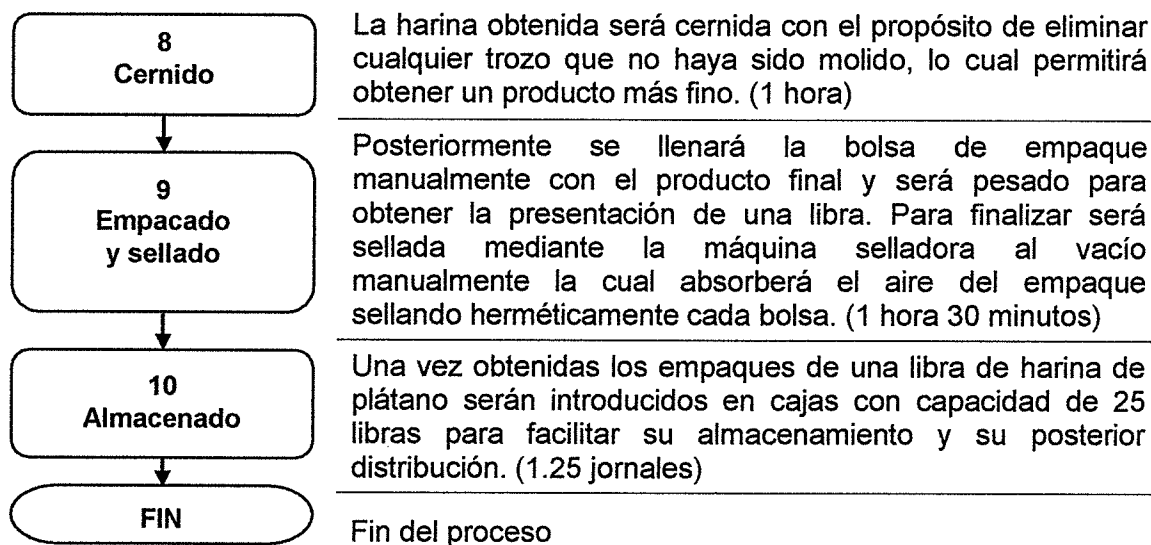 8
Cernido
La harina obtenida será cernida con el propósito de eliminar
cualquier trozo que no haya sido molido, lo cual permitirá
obtener un producto más fino. (1 hora)
9
Empacado
y sellado
Posteriormente se llenará la bolsa de empaque
manualmente con el producto final y será pesado para
obtener la presentación de una libra. Para finalizar será
sellada mediante la máquina selladora al vacío
manualmente la cual absorberá el aire del empaque
sellando herméticamente cada bolsa. (1 hora 30 minutos)
10
Almacenado
Una vez obtenidas los empaques de una libra de harina de
plátano serán introducidos en cajas con capacidad de 25
libras para facilitar su almacenamiento y su posterior
distribución. (1.25 jornales)
FIN
Fin del proceso